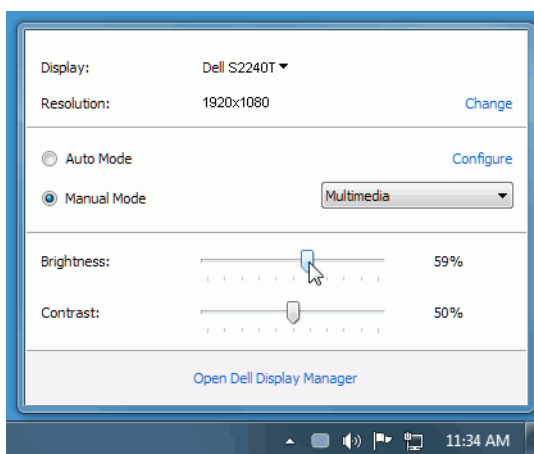 Display: Dell S2240T
Resolution: 1920x1080 Change
Auto Mode Configure
Manual Mode Multimedia
Brightness: 59%
Contrast: 50%
Open Dell Display Manager
11:34 AM